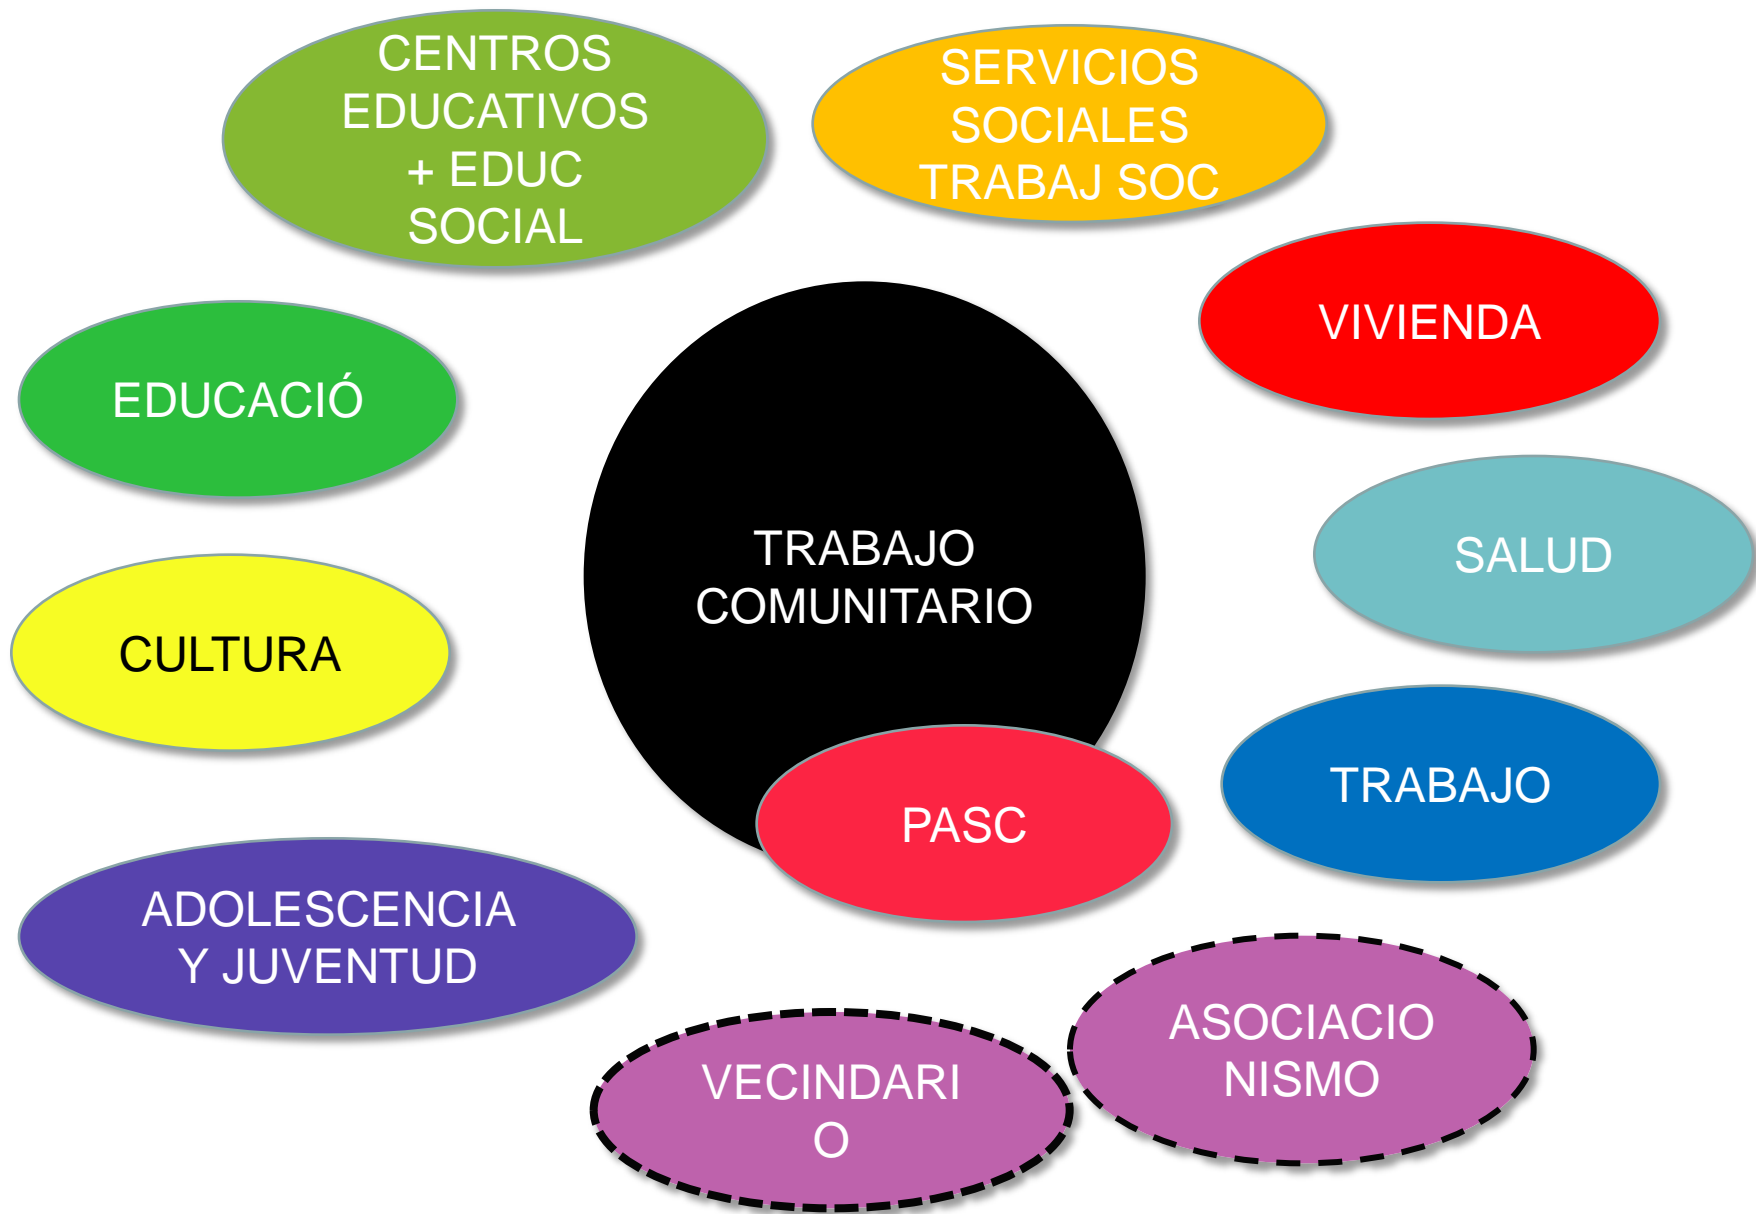 CENTROS
EDUCATIVOS
+ EDUC
SOCIAL
SERVICIOS
SOCIALES
TRABAJ SOC
VIVIENDA
EDUCACIÓ
SALUD
TRABAJO
COMUNITARIO
CULTURA
TRABAJO
PASC
ADOLESCENCIA
Y JUVENTUD
ASOCIACIO
NISMO
VECINDARI
O